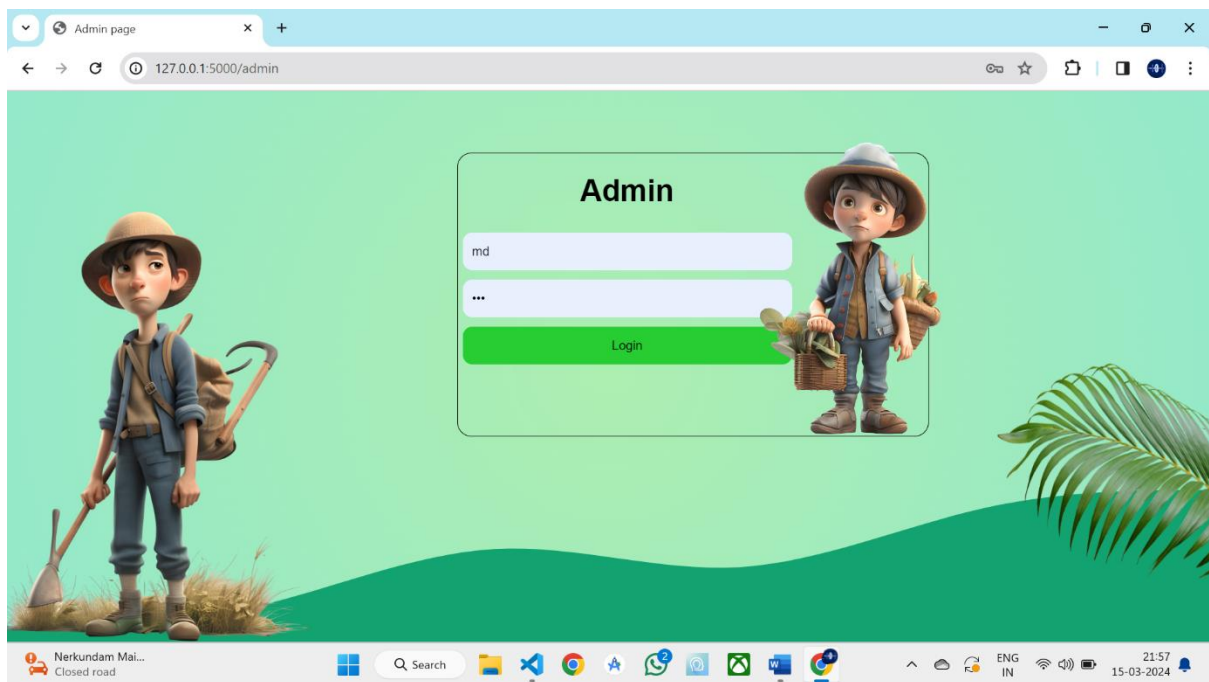 Admin page
127.0.0.1:5000/admin
Admin
md
•••
Login
Nerkundam Mai...
Closed road
Search
2
ENG
IN
21:57
15-03-2024